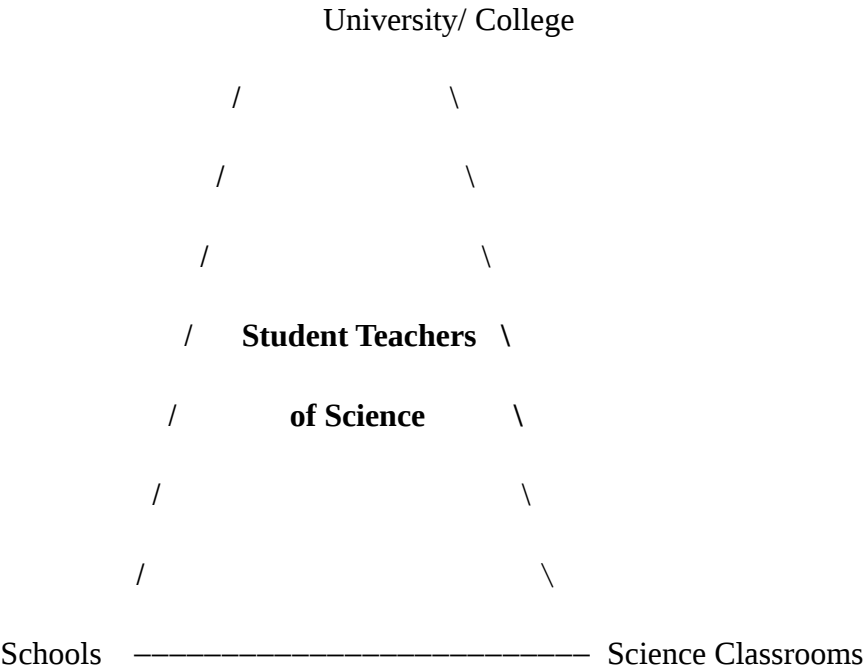 University/ College
/ \
/ \
/ \
/ Student Teachers \
/ of Science \
/ \
/ \
Schools –––––––––––––––––––––––––– Science Classrooms